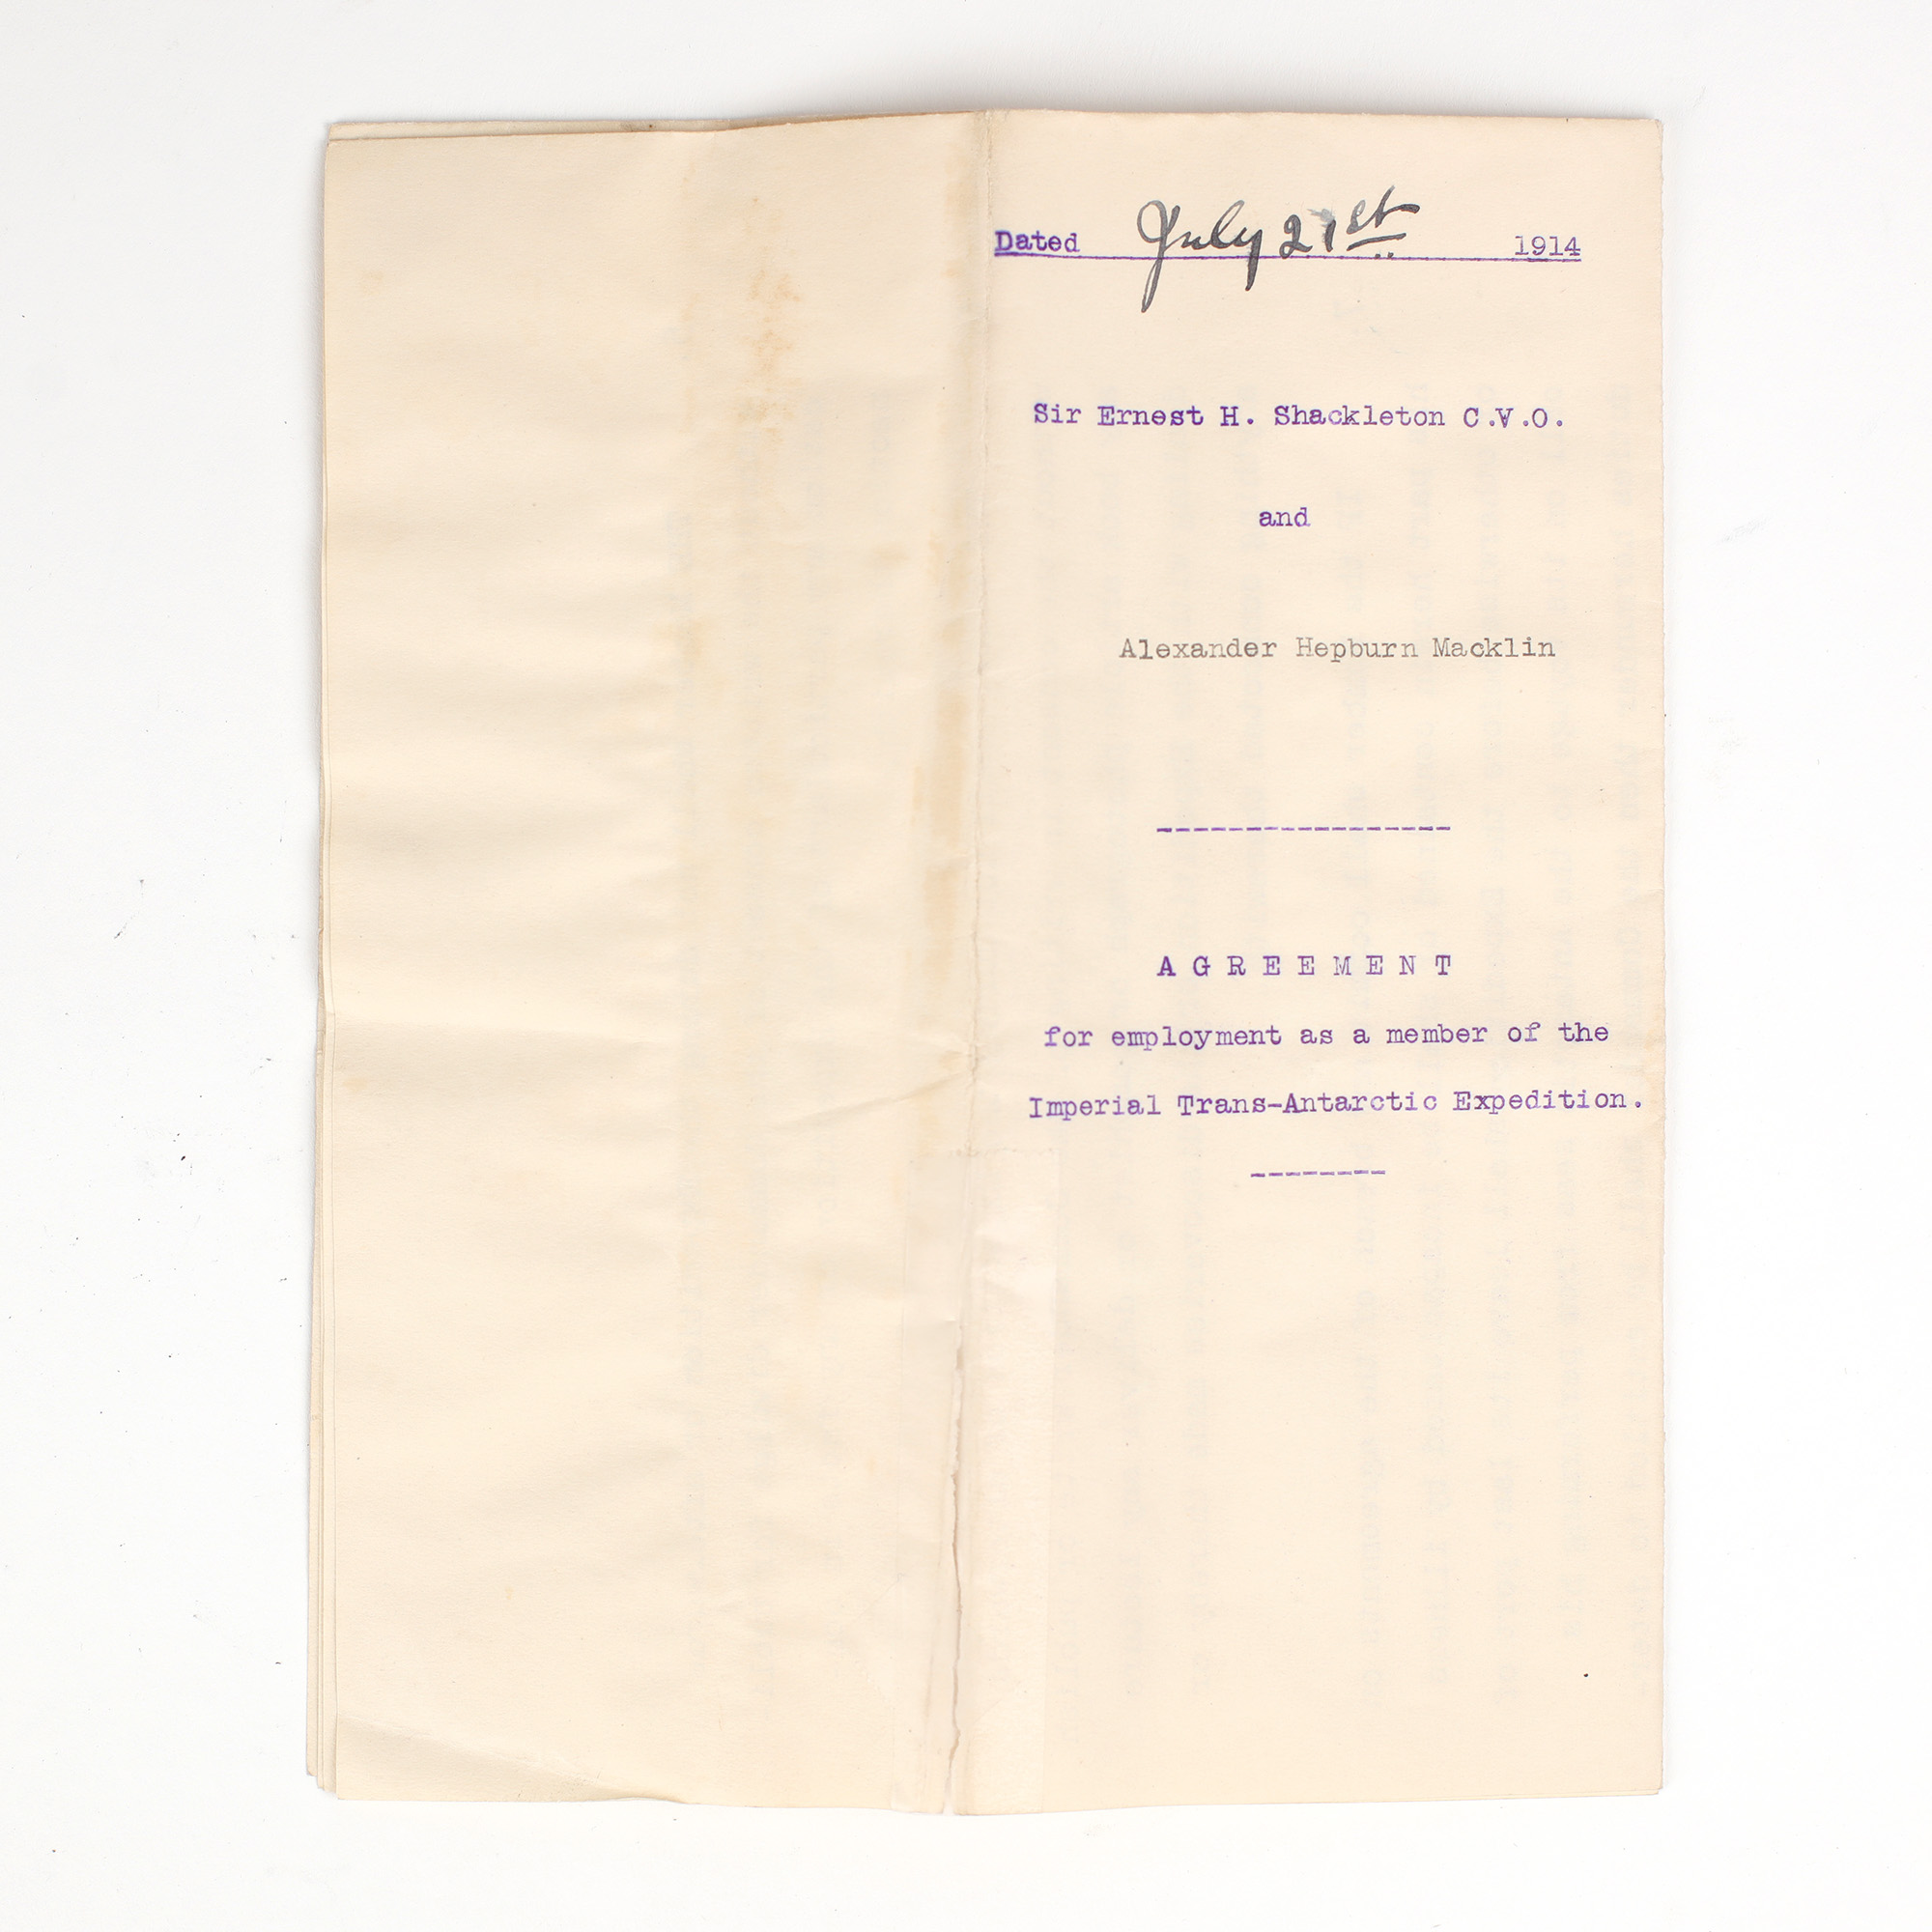 Dated July 21st 1914
Sir Ernest H. Shackleton C.V.O.
and
Alexander Hepburn Macklin
------------------
AGREEMENT
for employment as a member of the
Imperial Trans-Antarctic Expedition.
--------